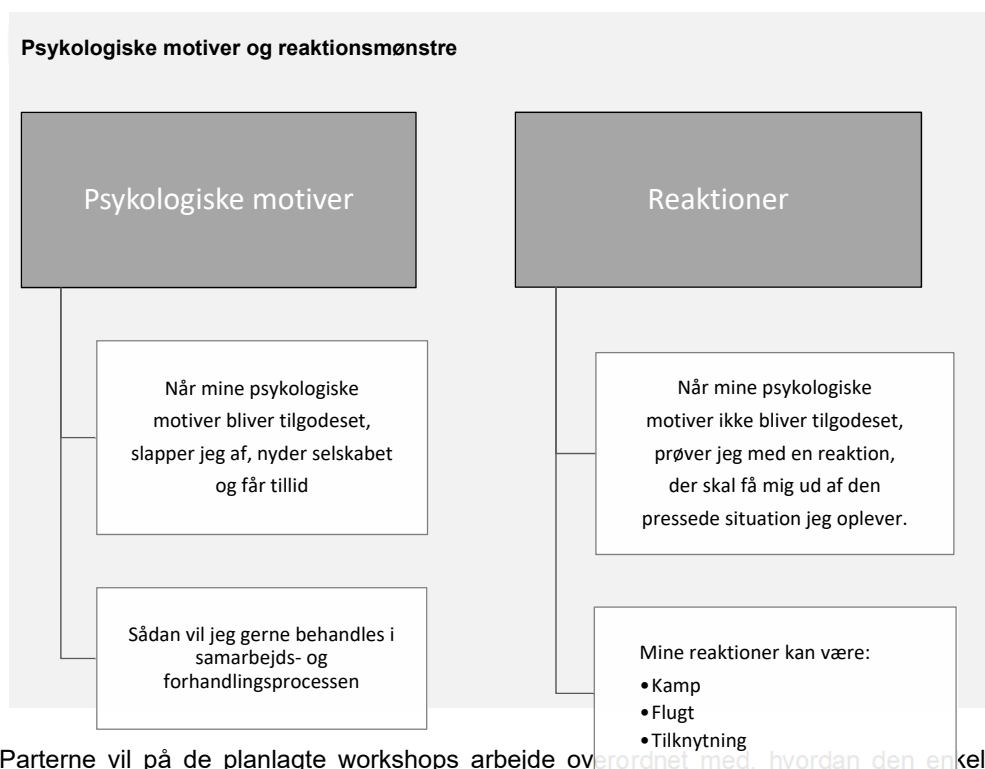 Psykologiske motiver og reaktionsmønstre
Psykologiske motiver
Når mine psykologiske
motiver bliver tilgodeset,
slapper jeg af, nyder selskabet
og får tillid
Sådan vil jeg gerne behandles i
samarbejds- og
forhandlingsprocessen
Reaktioner
Når mine psykologiske
motiver ikke bliver tilgodeset,
prøver jeg med en reaktion,
der skal få mig ud af den
pressede situation jeg oplever.
Mine reaktioner kan være:
•Kamp
•Flugt
•Tilknytning
Parterne vil på de planlagte workshops arbejde overordnet med, hvordan den enkel